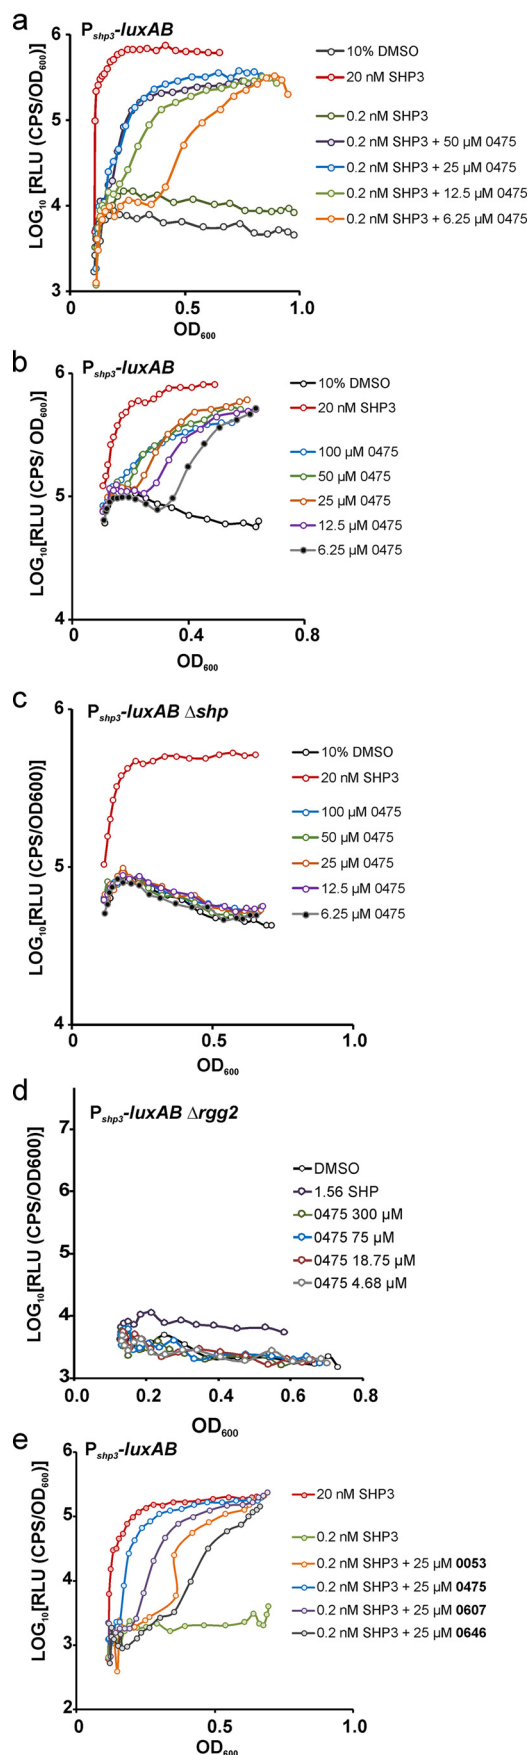 a
P shp3-luxAB
LOG10[RLU (CPS/OD600)]
6
5
4
3
0
0.5
1.0
OD600
10% DMSO
20 nM SHP3
0.2 nM SHP3
0.2 nM SHP3 + 50 µM 0475
0.2 nM SHP3 + 25 µM 0475
0.2 nM SHP3 + 12.5 µM 0475
0.2 nM SHP3 + 6.25 µM 0475
b
P shp3-luxAB
LOG10[RLU (CPS/ OD600)]
6
5
4
0
0.4
0.8
OD600
10% DMSO
20 nM SHP3
100 µM 0475
50 µM 0475
25 µM 0475
12.5 µM 0475
6.25 µM 0475
c
P shp3-luxAB Δshp
LOG10[RLU (CPS/OD600)]
6
5
4
0
0.5
1.0
OD600
10% DMSO
20 nM SHP3
100 µM 0475
50 µM 0475
25 µM 0475
12.5 µM 0475
6.25 µM 0475
d
P shp3-luxAB Δrgg2
LOG10[RLU (CPS/OD600)]
7
6
5
4
3
0.0
0.2
0.4
0.6
0.8
OD600
DMSO
1.56 SHP
0475 300 µM
0475 75 µM
0475 18.75 µM
0475 4.68 µM
e
P shp3-luxAB
LOG10[RLU (CPS/OD600)]
6
5
4
3
2
0
0.5
1.0
OD600
20 nM SHP3
0.2 nM SHP3
0.2 nM SHP3 + 25 µM 0053
0.2 nM SHP3 + 25 µM 0475
0.2 nM SHP3 + 25 µM 0607
0.2 nM SHP3 + 25 µM 0646